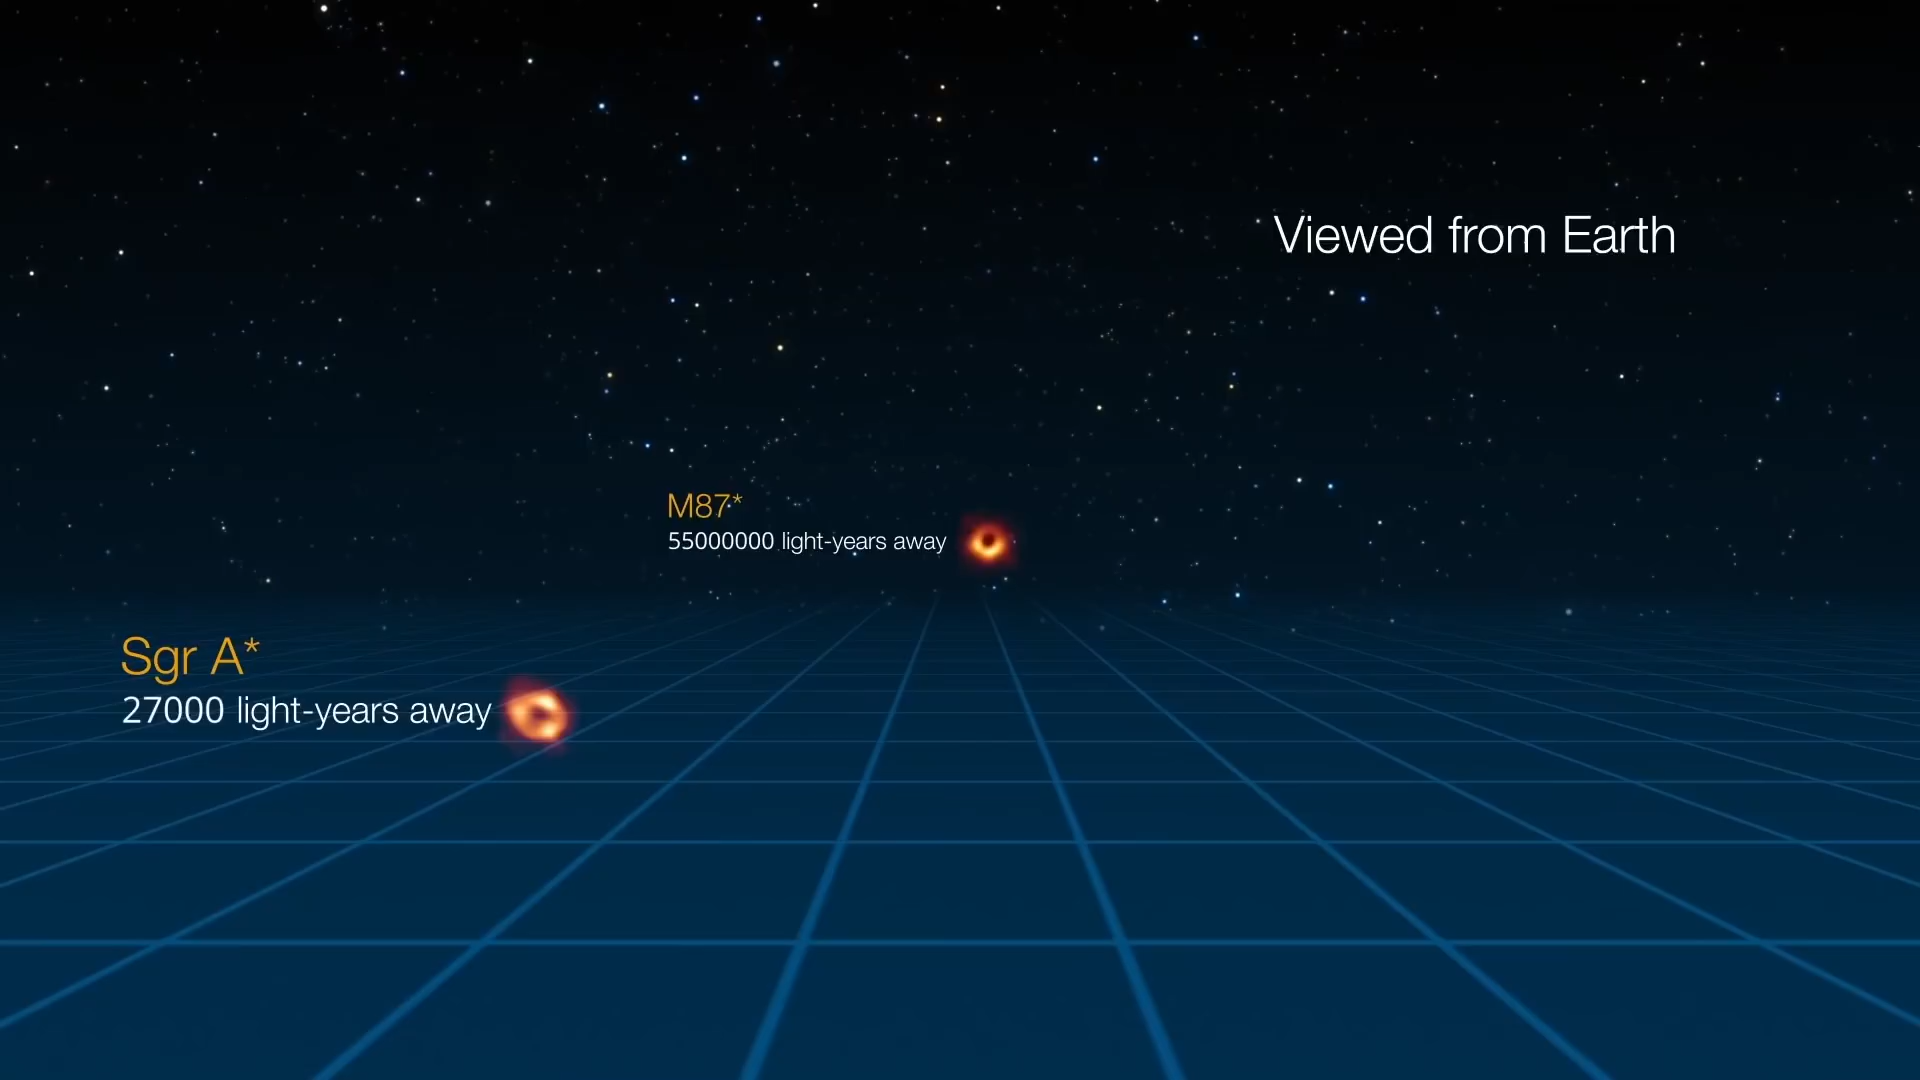 Viewed from Earth
M87*
55000000 light-years away
Sgr A*
27000 light-years away